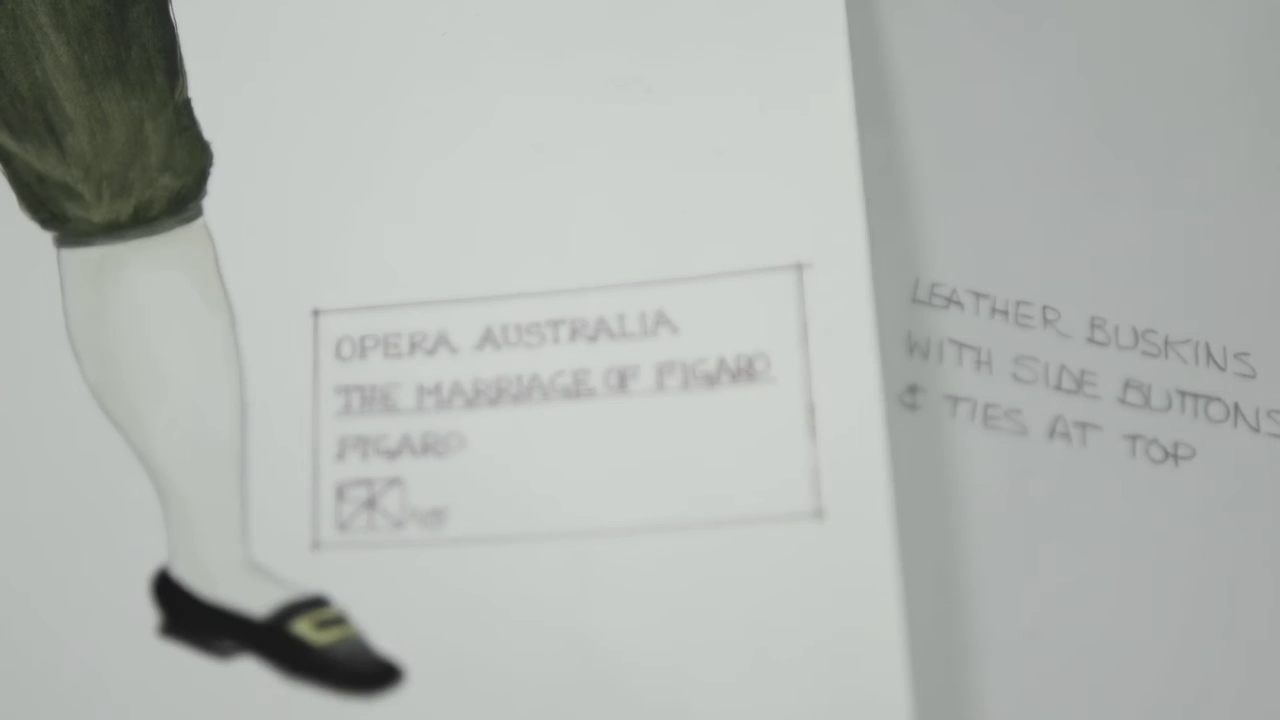 OPERA AUSTRALIA
THE MARRIAGE OF FIGARO
FIGARO
LEATHER BUSKINS
WITH SIDE BUTTONS
& TIES AT TOP